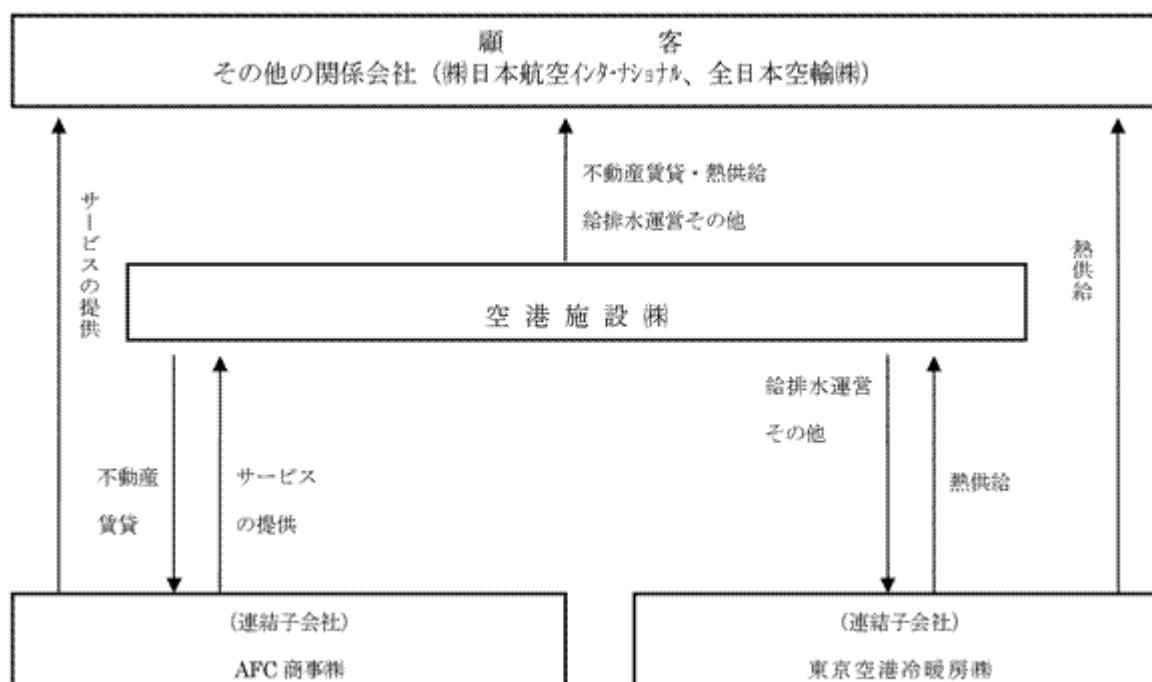 顧　客
その他の関係会社（㈱日本航空ｲﾝﾀｰﾅｼｮﾅﾙ、全日本空輸㈱）
不動産賃貸・熱供給
給排水運営その他
サービスの提供
熱供給
空港施設㈱
給排水運営
その他
不動産
賃貸
サービス
の提供
熱供給
(連結子会社)
AFC 商事㈱
(連結子会社)
東京空港冷暖房㈱